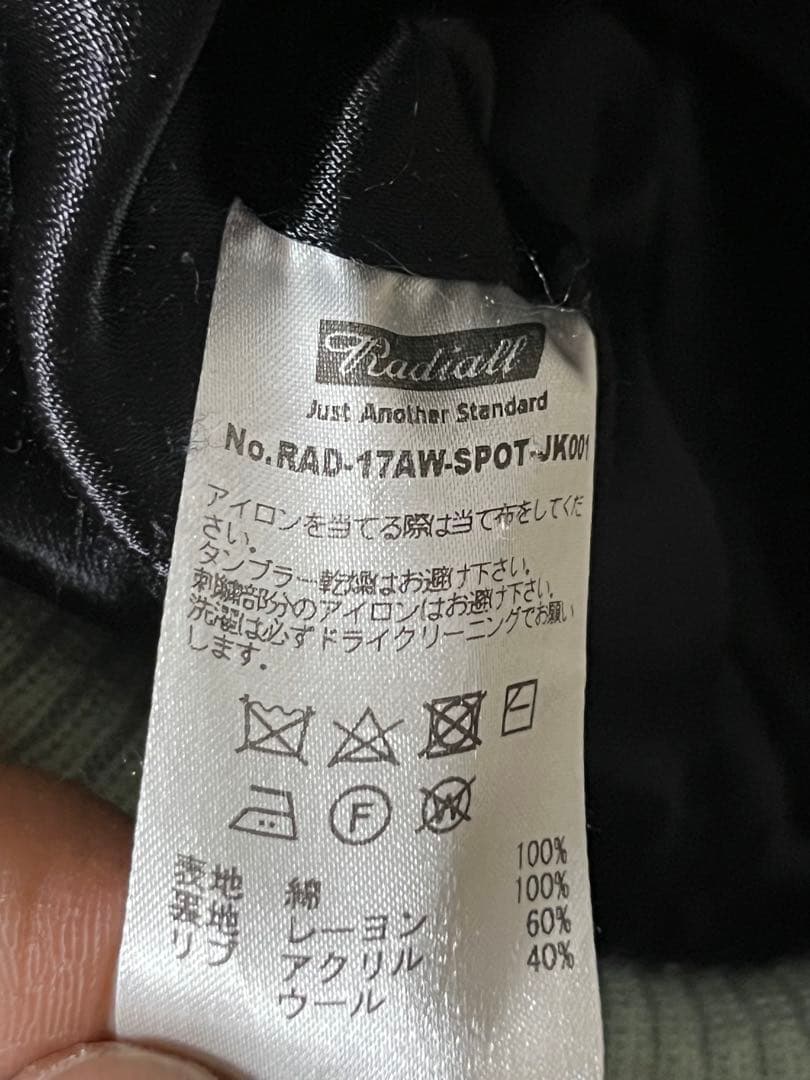 Radiall
Just Another Standard
No.RAD-17AW-SPOT-JK001
アイロンを当てる際は当て布をしてくだ
さい.
タンブラー乾燥はお避け下さい.
刺繍部分のアイロンはお避け下さい.
洗濯は必ずドライクリーニングでお願い
します.
F
W
表地 綿 100%
裏地 レーヨン 100%
リブ アクリル 60%
ウール 40%